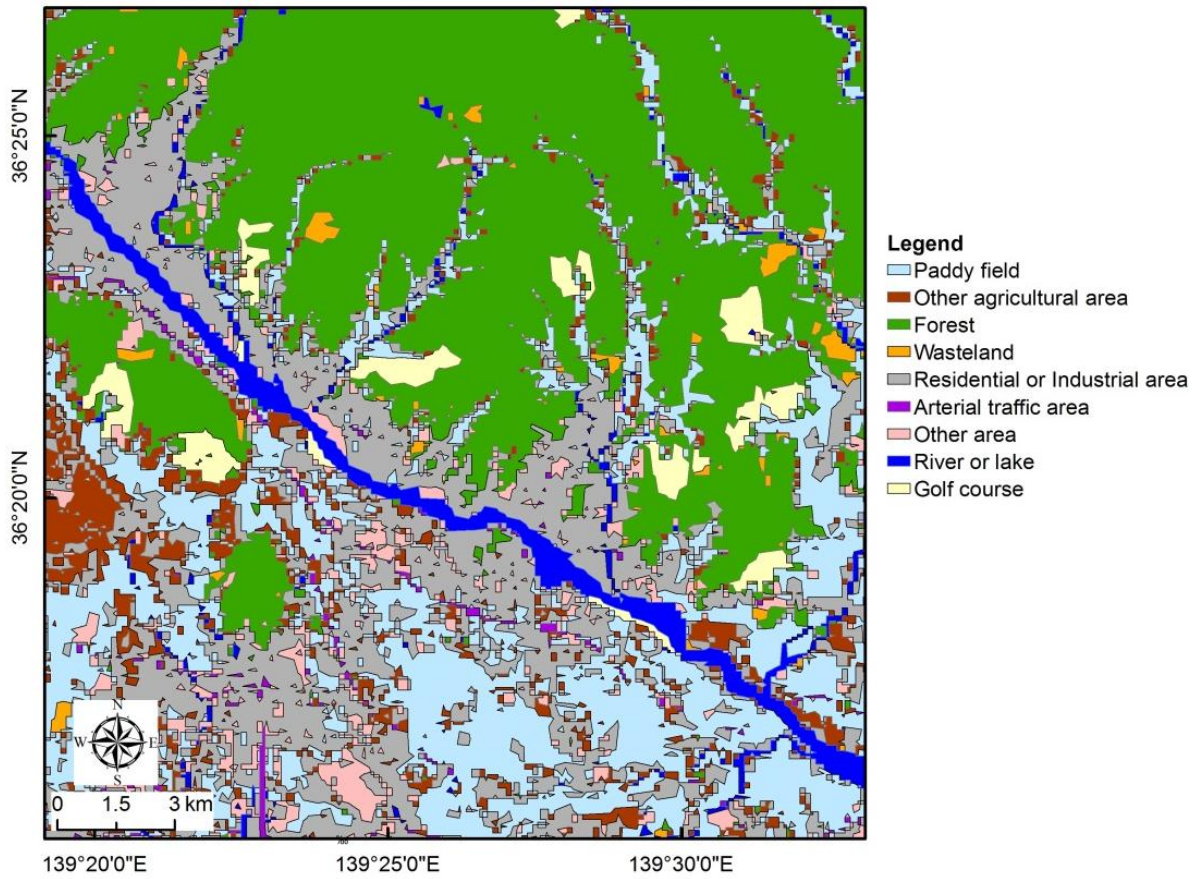 36°25'0"N
36°20'0"N
N
W
E
S
0 1.5 3 km
139°20'0"E 139°25'0"E 139°30'0"E
Legend
Paddy field
Other agricultural area
Forest
Wasteland
Residential or Industrial area
Arterial traffic area
Other area
River or lake
Golf course